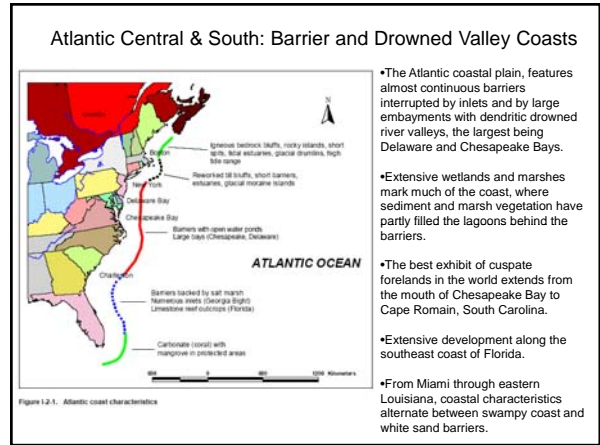 Atlantic Central & South: Barrier and Drowned Valley Coasts
•The Atlantic coastal plain, features
almost continuous barriers
interrupted by inlets and by large
embayments with dendritic drowned
river valleys, the largest being
Delaware and Chesapeake Bays.
•Extensive wetlands and marshes
mark much of the coast, where
sediment and marsh vegetation have
partly filled the lagoons behind the
barriers.
•The best exhibit of cuspate
forelands in the world extends from
the mouth of Chesapeake Bay to
Cape Romain, South Carolina.
•Extensive development along the
southeast coast of Florida.
•From Miami through eastern
Louisiana, coastal characteristics
alternate between swampy coast and
white sand barriers.
N
Boston
Igneous bedrock bluffs, rocky islands, short
spits, tidal estuaries, glacial drumlins, high
tide range
Reworked till bluffs, short barriers,
estuaries, glacial moraine islands
New York
Delaware Bay
Chesapeake Bay
Barriers with open water ponds
Large bays (Chesapeake, Delaware)
ATLANTIC OCEAN
Charleston
Barriers backed by salt marsh
Numerous inlets (Georgia Bight)
Limestone reef outcrops (Florida)
Carbonate (coral) with
mangrove in protected areas
600 0 600 1200 Kilometers
Figure I-2-1. Atlantic coast characteristics